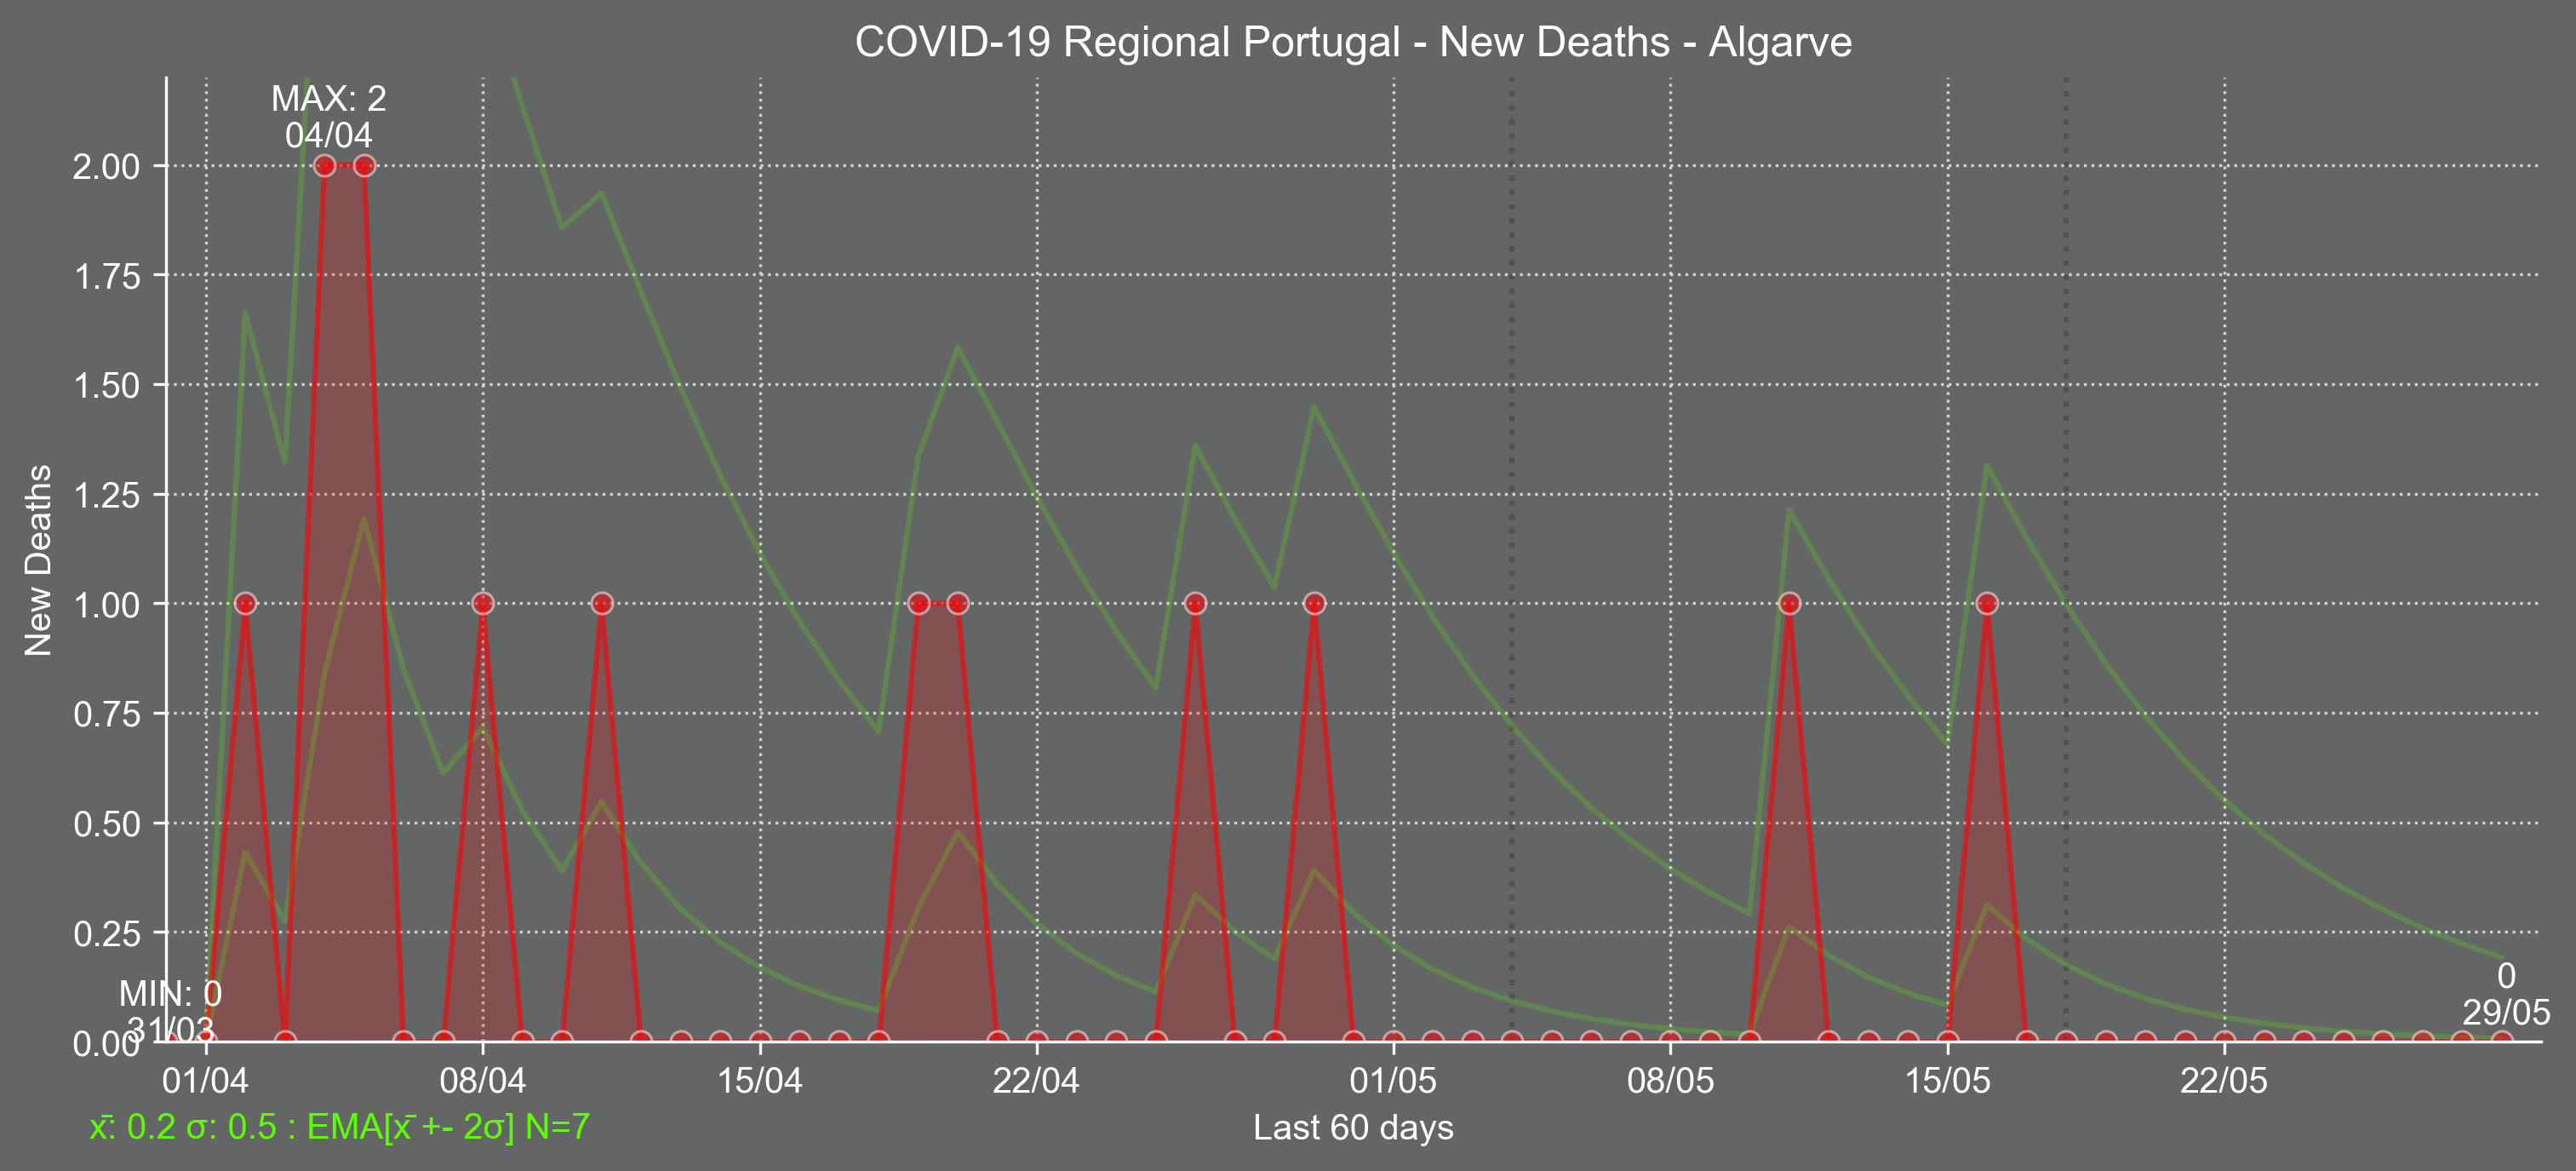 COVID-19 Regional Portugal - New Deaths - Algarve
MAX: 2
04/04
2.00
1.75
1.50
1.25
1.00
0.75
0.50
0.25
0.00
New Deaths
MIN: 0
31/03
0
29/05
01/04 08/04 15/04 22/04 01/05 08/05 15/05 22/05
x̄: 0.2 σ: 0.5 : EMA[x̄ +- 2σ] N=7
Last 60 days